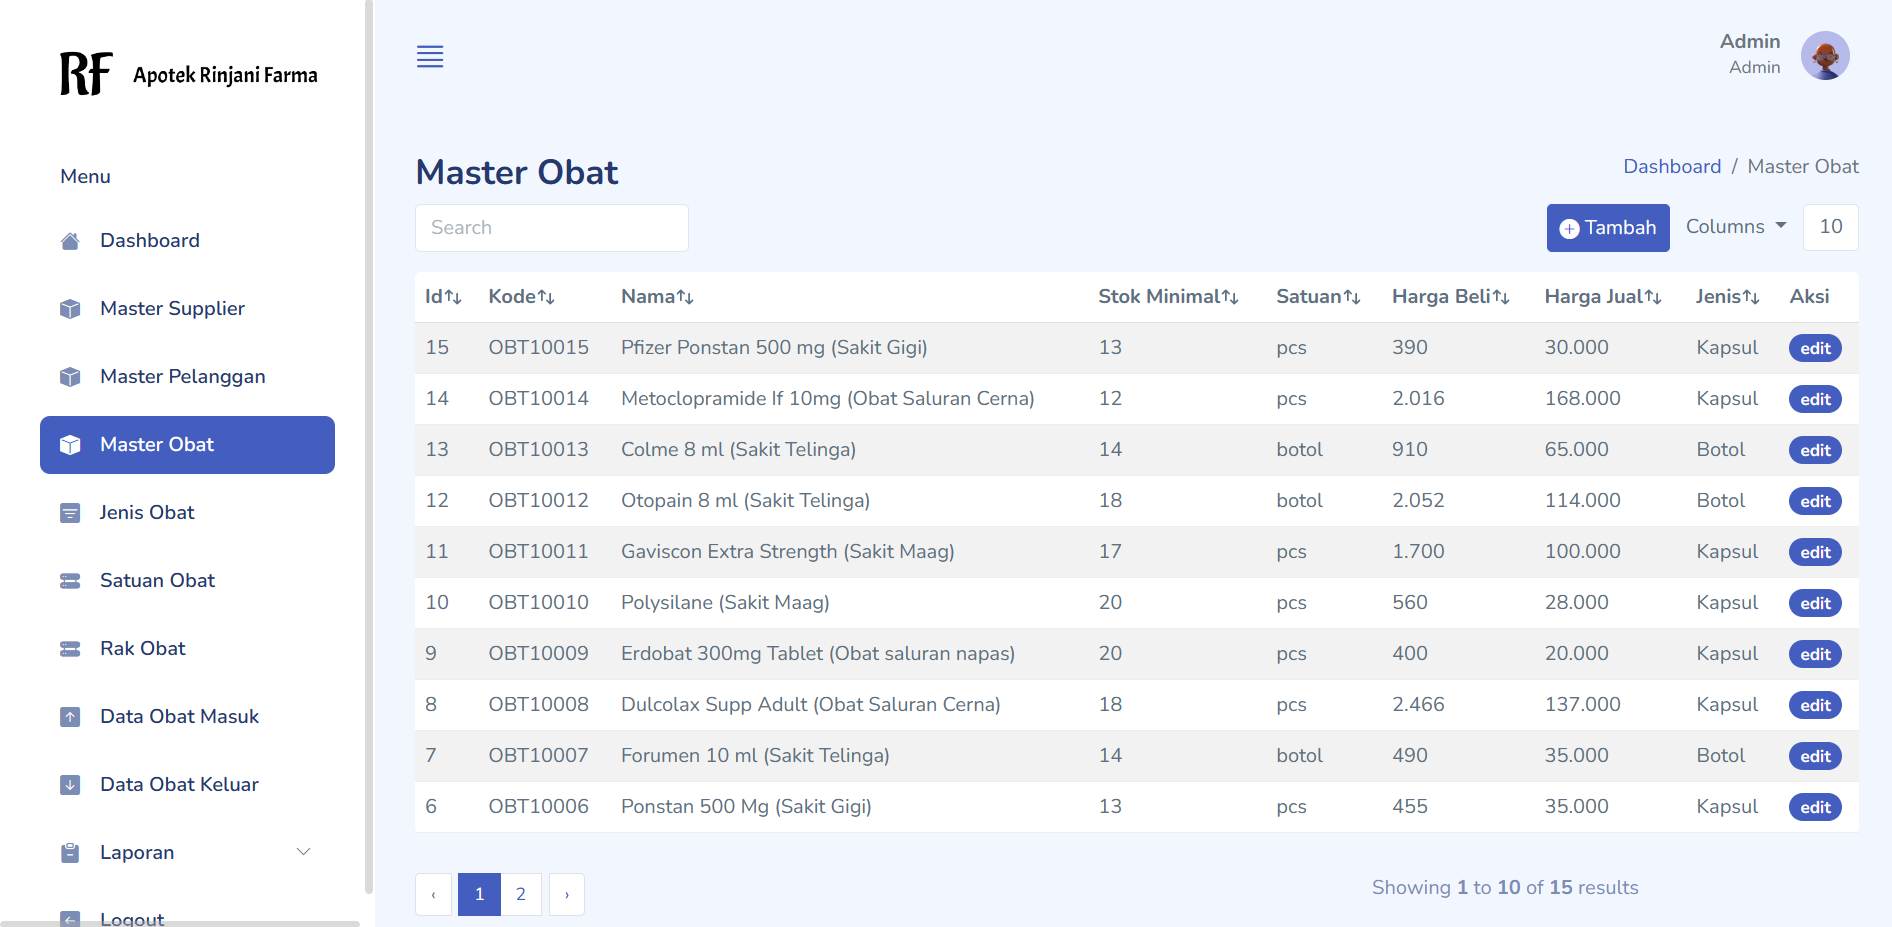 RF Apotek Rinjani Farma
Menu
Dashboard
Master Supplier
Master Pelanggan
Master Obat
Jenis Obat
Satuan Obat
Rak Obat
Data Obat Masuk
Data Obat Keluar
Laporan
Logout
Admin
Admin
Master Obat
Dashboard / Master Obat
Search
Tambah Columns 10
Id Kode Nama Stok Minimal Satuan Harga Beli Harga Jual Jenis Aksi
15 OBT10015 Pfizer Ponstan 500 mg (Sakit Gigi) 13 pcs 390 30.000 Kapsul edit
14 OBT10014 Metoclopramide If 10mg (Obat Saluran Cerna) 12 pcs 2.016 168.000 Kapsul edit
13 OBT10013 Colme 8 ml (Sakit Telinga) 14 botol 910 65.000 Botol edit
12 OBT10012 Otopain 8 ml (Sakit Telinga) 18 botol 2.052 114.000 Botol edit
11 OBT10011 Gaviscon Extra Strength (Sakit Maag) 17 pcs 1.700 100.000 Kapsul edit
10 OBT10010 Polysilane (Sakit Maag) 20 pcs 560 28.000 Kapsul edit
9 OBT10009 Erdobat 300mg Tablet (Obat saluran napas) 20 pcs 400 20.000 Kapsul edit
8 OBT10008 Dulcolax Supp Adult (Obat Saluran Cerna) 18 pcs 2.466 137.000 Kapsul edit
7 OBT10007 Forumen 10 ml (Sakit Telinga) 14 botol 490 35.000 Botol edit
6 OBT10006 Ponstan 500 Mg (Sakit Gigi) 13 pcs 455 35.000 Kapsul edit
‹ 1 2 ›
Showing 1 to 10 of 15 results